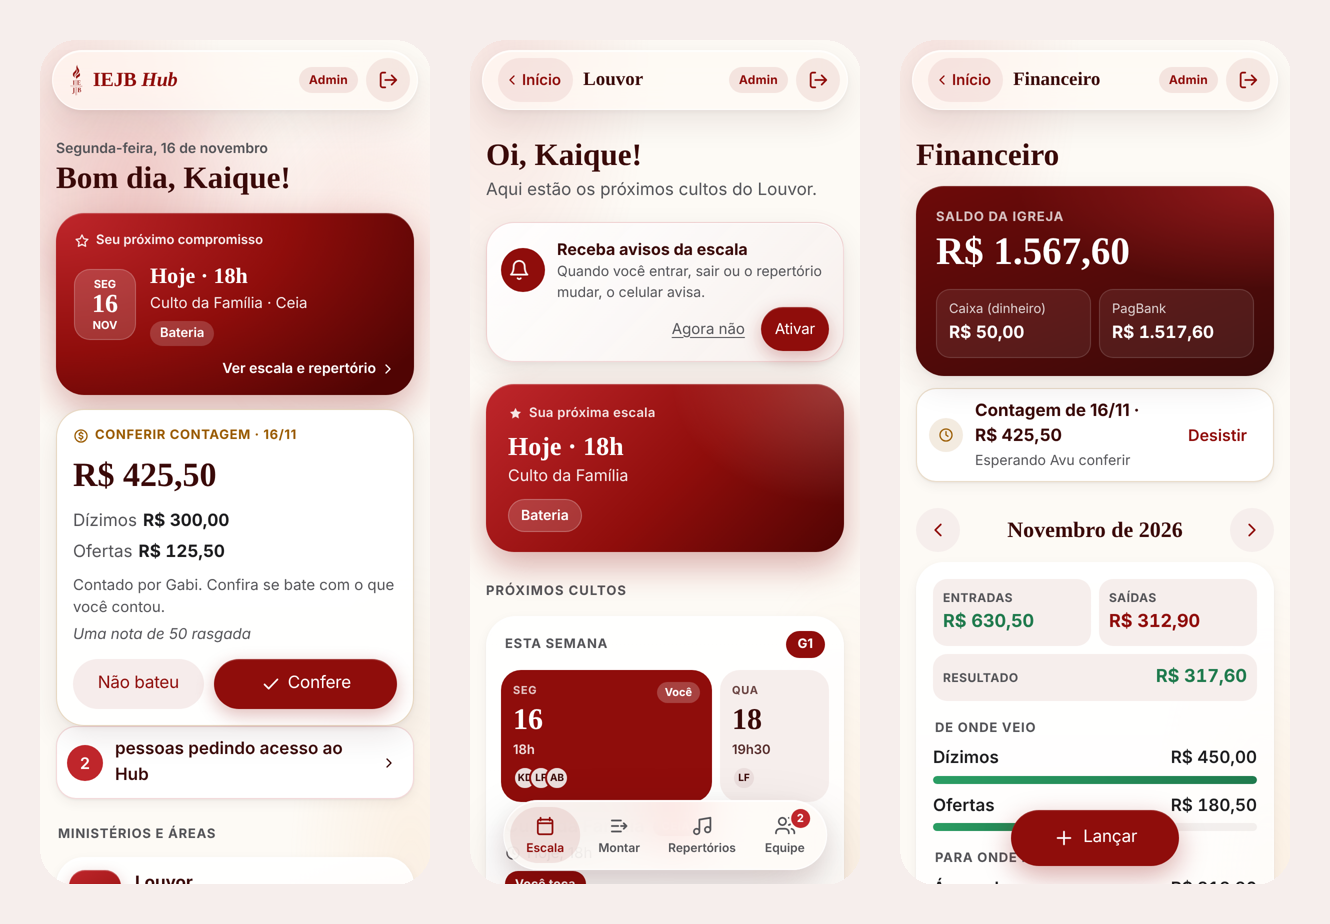 IEJB Hub
Admin
Segunda-feira, 16 de novembro
Bom dia, Kaique!
Seu próximo compromisso
SEG
16
NOV
Hoje · 18h
Culto da Família · Ceia
Bateria
Ver escala e repertório
CONFERIR CONTAGEM · 16/11
R$ 425,50
Dízimos R$ 300,00
Ofertas R$ 125,50
Contado por Gabi. Confira se bate com o que
você contou.
Uma nota de 50 rasgada
Não bateu
Confere
2
pessoas pedindo acesso ao
Hub
MINISTÉRIOS E ÁREAS
Louvor
Início
Louvor
Admin
Oi, Kaique!
Aqui estão os próximos cultos do Louvor.
Receba avisos da escala
Quando você entrar, sair ou o repertório
mudar, o celular avisa.
Agora não
Ativar
Sua próxima escala
Hoje · 18h
Culto da Família
Bateria
PRÓXIMOS CULTOS
ESTA SEMANA
G1
SEG
Você
16
18h
LF AB
QUA
18
19h30
LF
Escala
Montar
Repertórios
Equipe
2
Você toca
Início
Financeiro
Admin
Financeiro
SALDO DA IGREJA
R$ 1.567,60
Caixa (dinheiro)
R$ 50,00
PagBank
R$ 1.517,60
Contagem de 16/11 ·
R$ 425,50
Esperando Avu conferir
Desistir
Novembro de 2026
ENTRADAS
R$ 630,50
SAÍDAS
R$ 312,90
RESULTADO
R$ 317,60
DE ONDE VEIO
Dízimos
R$ 450,00
Ofertas
R$ 180,50
Lançar
PARA ONDE